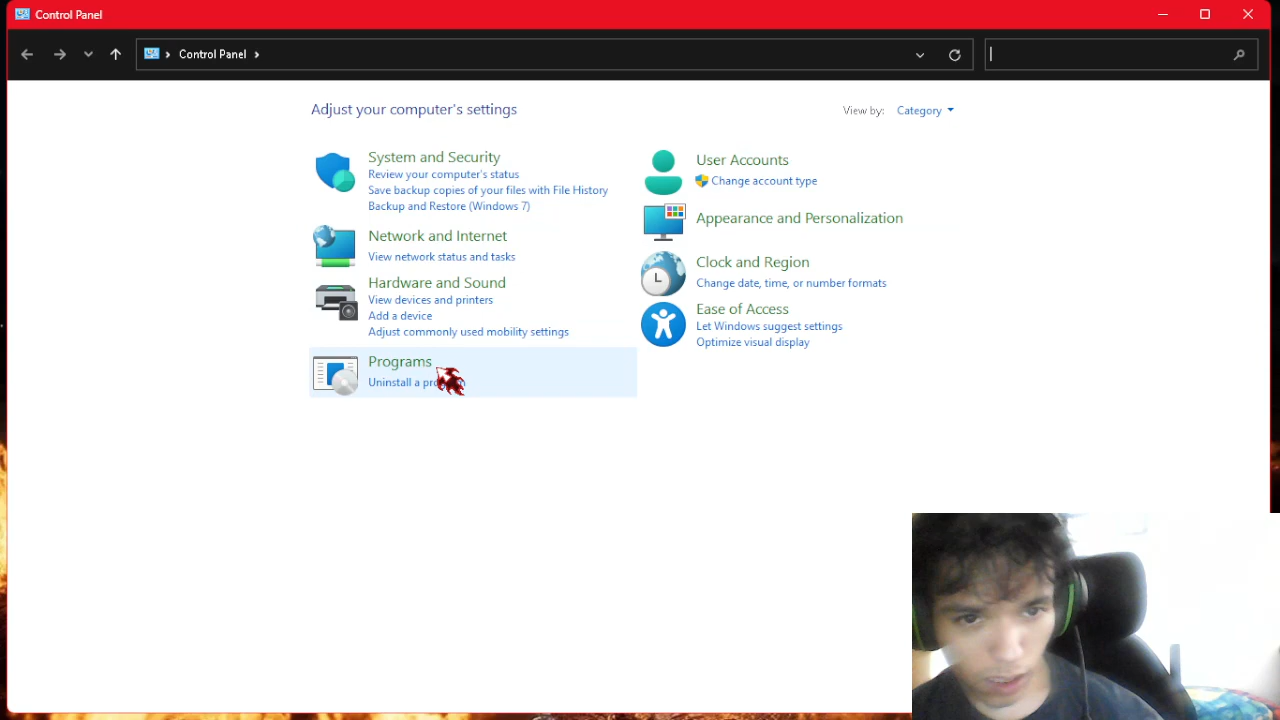 Control Panel
Control Panel
Adjust your computer's settings
View by: Category
System and Security
Review your computer's status
Save backup copies of your files with File History
Backup and Restore (Windows 7)
Network and Internet
View network status and tasks
Hardware and Sound
View devices and printers
Add a device
Adjust commonly used mobility settings
Programs
Uninstall a
User Accounts
Change account type
Appearance and Personalization
Clock and Region
Change date, time, or number formats
Ease of Access
Let Windows suggest settings
Optimize visual display